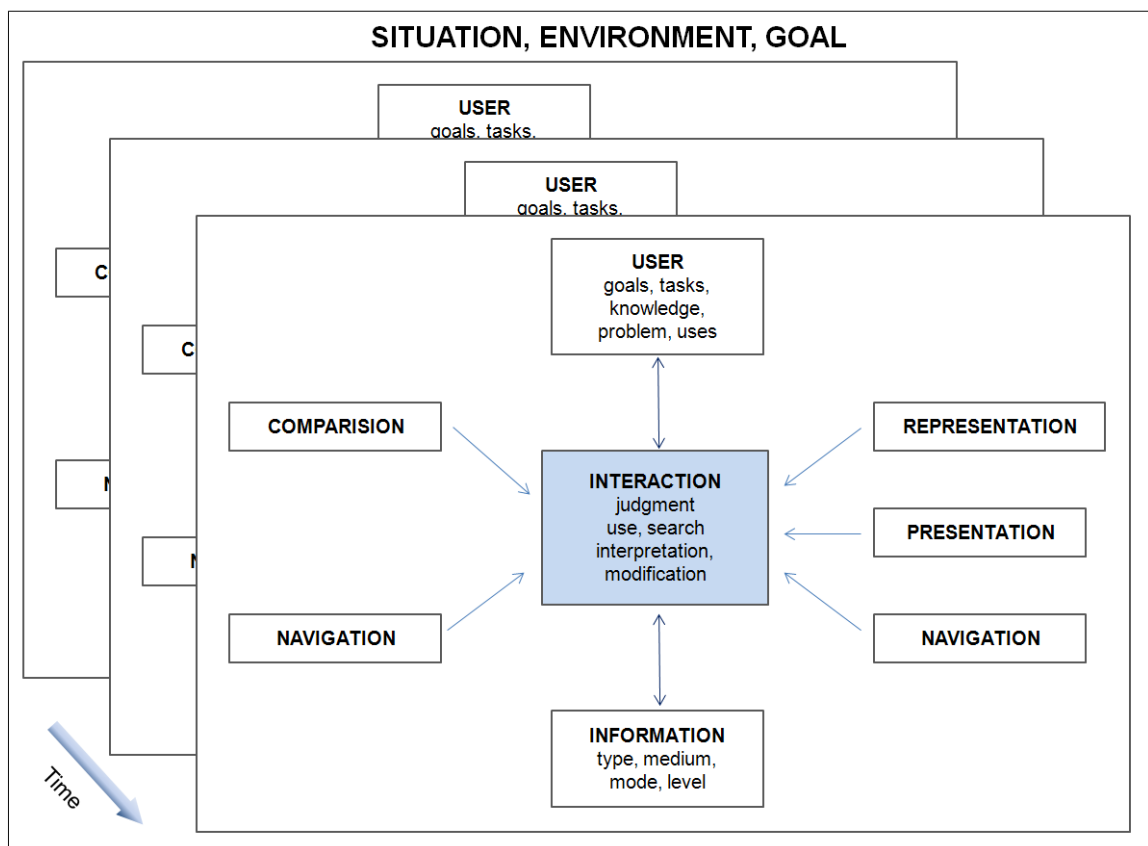 SITUATION, ENVIRONMENT, GOAL
USER
goals, tasks,
USER
goals, tasks,
USER
goals, tasks,
knowledge,
problem, uses
C
C
COMPARISION
REPRESENTATION
INTERACTION
judgment
use, search
interpretation,
modification
N
PRESENTATION
N
NAVIGATION
NAVIGATION
INFORMATION
type, medium,
mode, level
Time